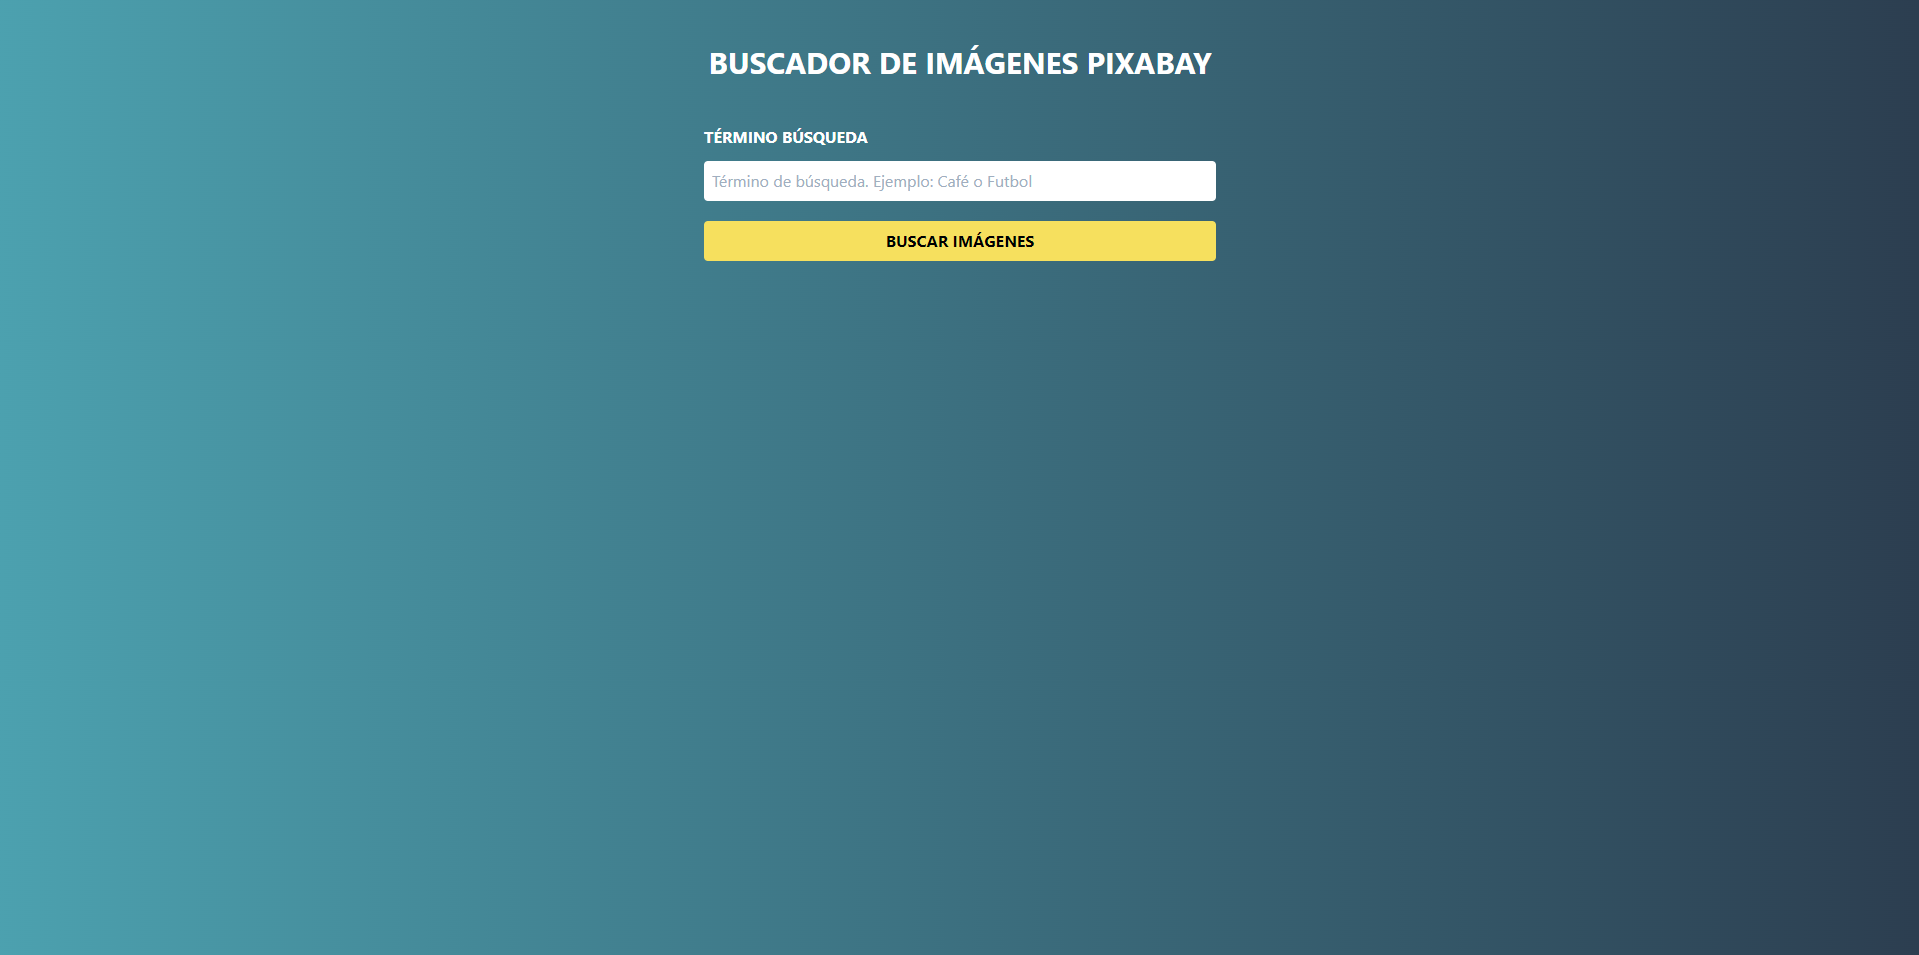 BUSCADOR DE IMÁGENES PIXABAY
TÉRMINO BÚSQUEDA
Término de búsqueda. Ejemplo: Café o Futbol
BUSCAR IMÁGENES